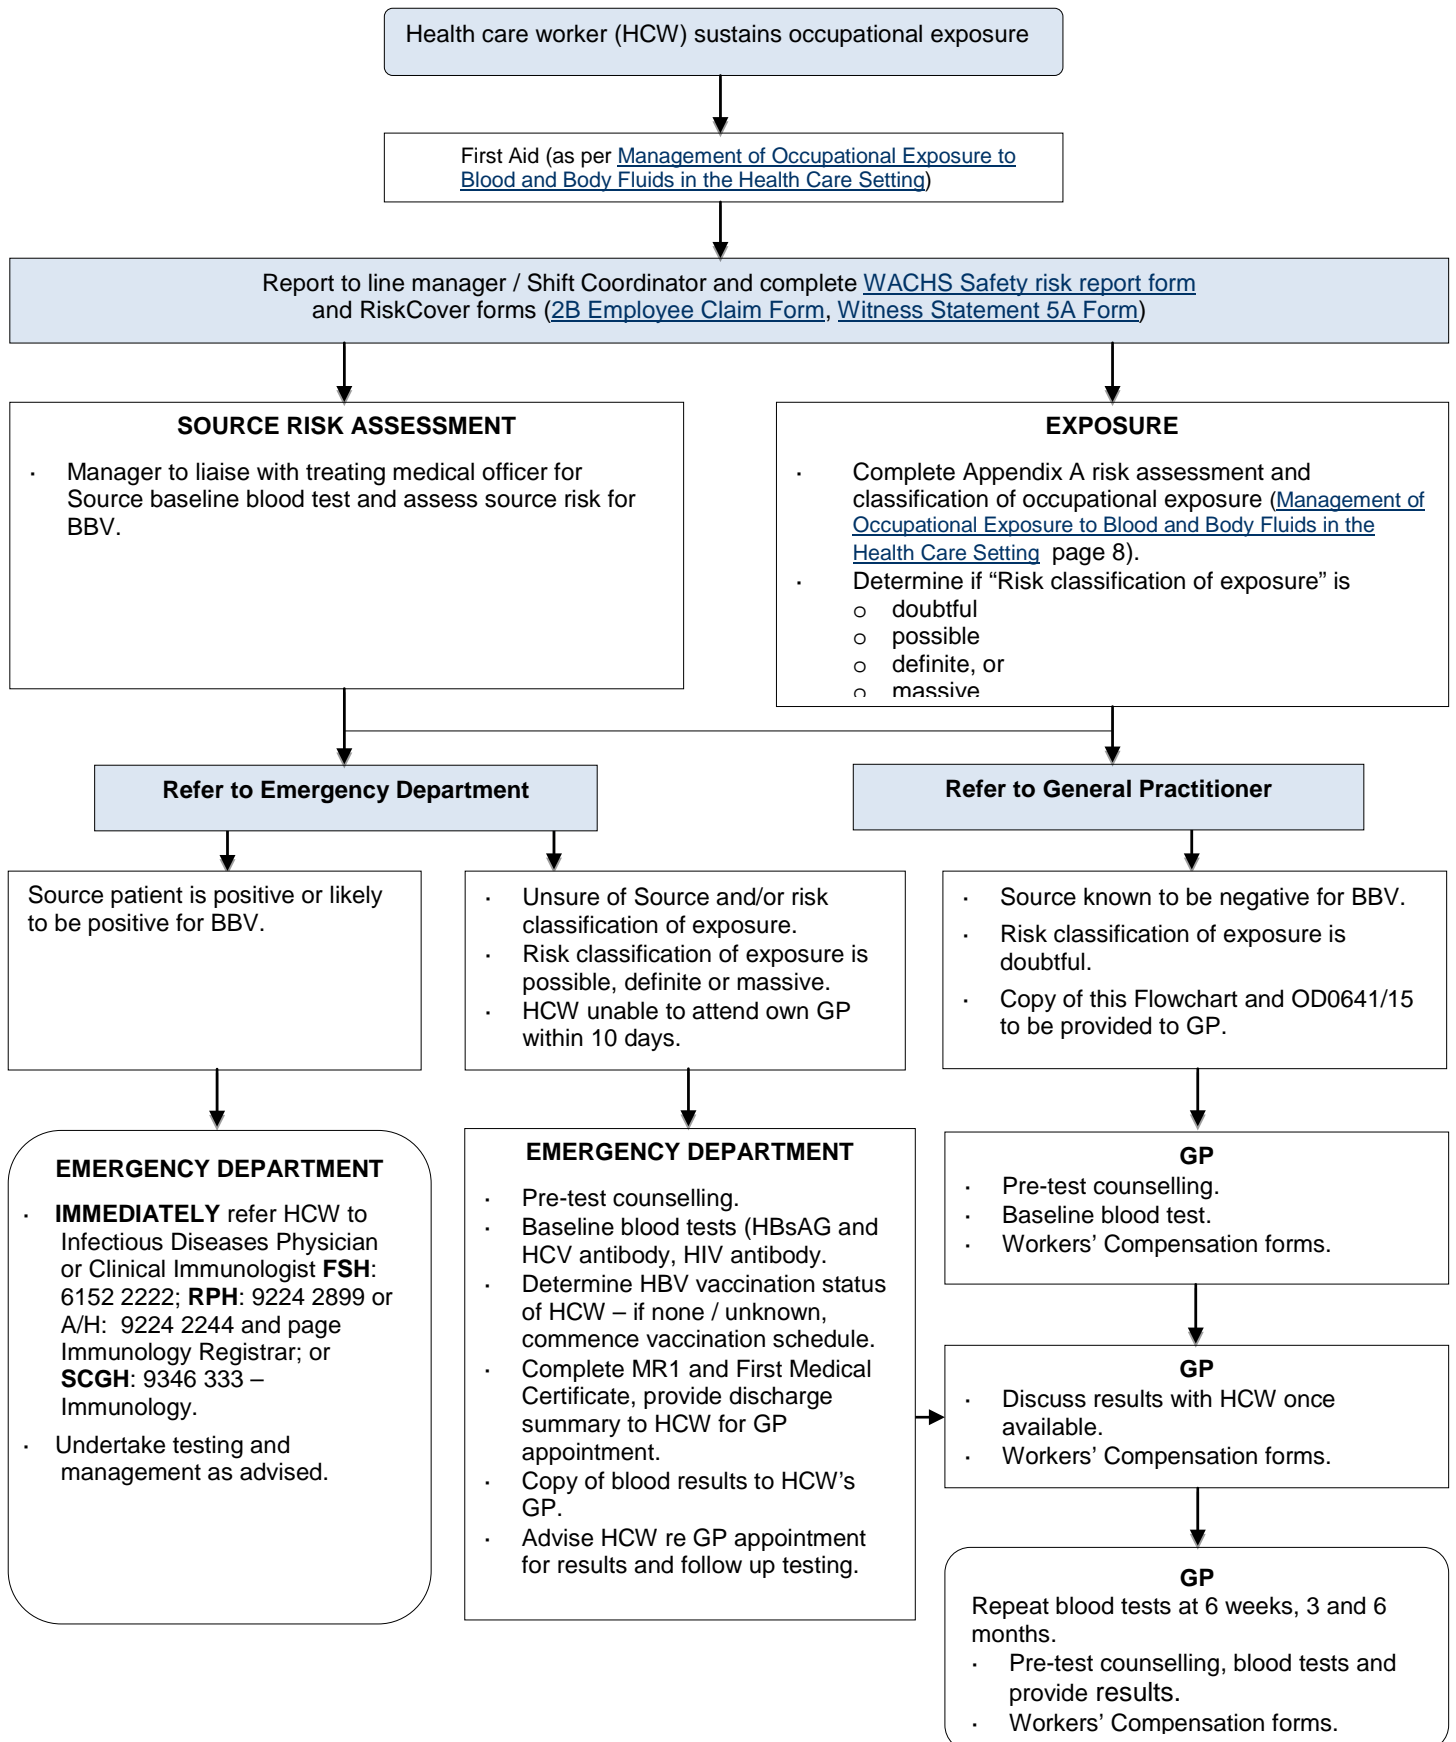 Health care worker (HCW) sustains occupational exposure
First Aid (as per Management of Occupational Exposure to
Blood and Body Fluids in the Health Care Setting)
Report to line manager / Shift Coordinator and complete WACHS Safety risk report form
and RiskCover forms (2B Employee Claim Form, Witness Statement 5A Form)
SOURCE RISK ASSESSMENT
· Manager to liaise with treating medical officer for
Source baseline blood test and assess source risk for
BBV.
EXPOSURE
· Complete Appendix A risk assessment and
classification of occupational exposure (Management of
Occupational Exposure to Blood and Body Fluids in the
Health Care Setting page 8).
· Determine if “Risk classification of exposure” is
o doubtful
o possible
o definite, or
o massive
Refer to Emergency Department
Refer to General Practitioner
Source patient is positive or likely
to be positive for BBV.
· Unsure of Source and/or risk
classification of exposure.
· Risk classification of exposure is
possible, definite or massive.
· HCW unable to attend own GP
within 10 days.
· Source known to be negative for BBV.
· Risk classification of exposure is
doubtful.
· Copy of this Flowchart and OD0641/15
to be provided to GP.
EMERGENCY DEPARTMENT
· IMMEDIATELY refer HCW to
Infectious Diseases Physician
or Clinical Immunologist FSH:
6152 2222; RPH: 9224 2899 or
A/H: 9224 2244 and page
Immunology Registrar; or
SCGH: 9346 333 –
Immunology.
· Undertake testing and
management as advised.
EMERGENCY DEPARTMENT
· Pre-test counselling.
· Baseline blood tests (HBsAG and
HCV antibody, HIV antibody.
· Determine HBV vaccination status
of HCW – if none / unknown,
commence vaccination schedule.
· Complete MR1 and First Medical
Certificate, provide discharge
summary to HCW for GP
appointment.
· Copy of blood results to HCW’s
GP.
· Advise HCW re GP appointment
for results and follow up testing.
GP
· Pre-test counselling.
· Baseline blood test.
· Workers’ Compensation forms.
GP
· Discuss results with HCW once
available.
· Workers’ Compensation forms.
GP
Repeat blood tests at 6 weeks, 3 and 6
months.
· Pre-test counselling, blood tests and
provide results.
· Workers’ Compensation forms.